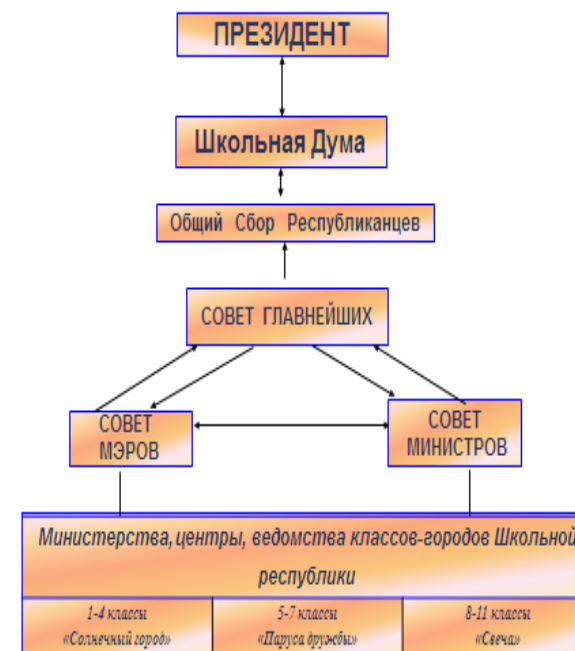 ПРЕЗИДЕНТ
Школьная Дума
Общий Сбор Республиканцев
СОВЕТ ГЛАВНЕЙШИХ
СОВЕТ
МЭРОВ
СОВЕТ
МИНИСТРОВ
Министерства, центры, ведомства классов-городов Школьной
республики
1-4 классы
«Солнечный город»
5-7 классы
«Паруса дружбы»
8-11 классы
«Свеча»